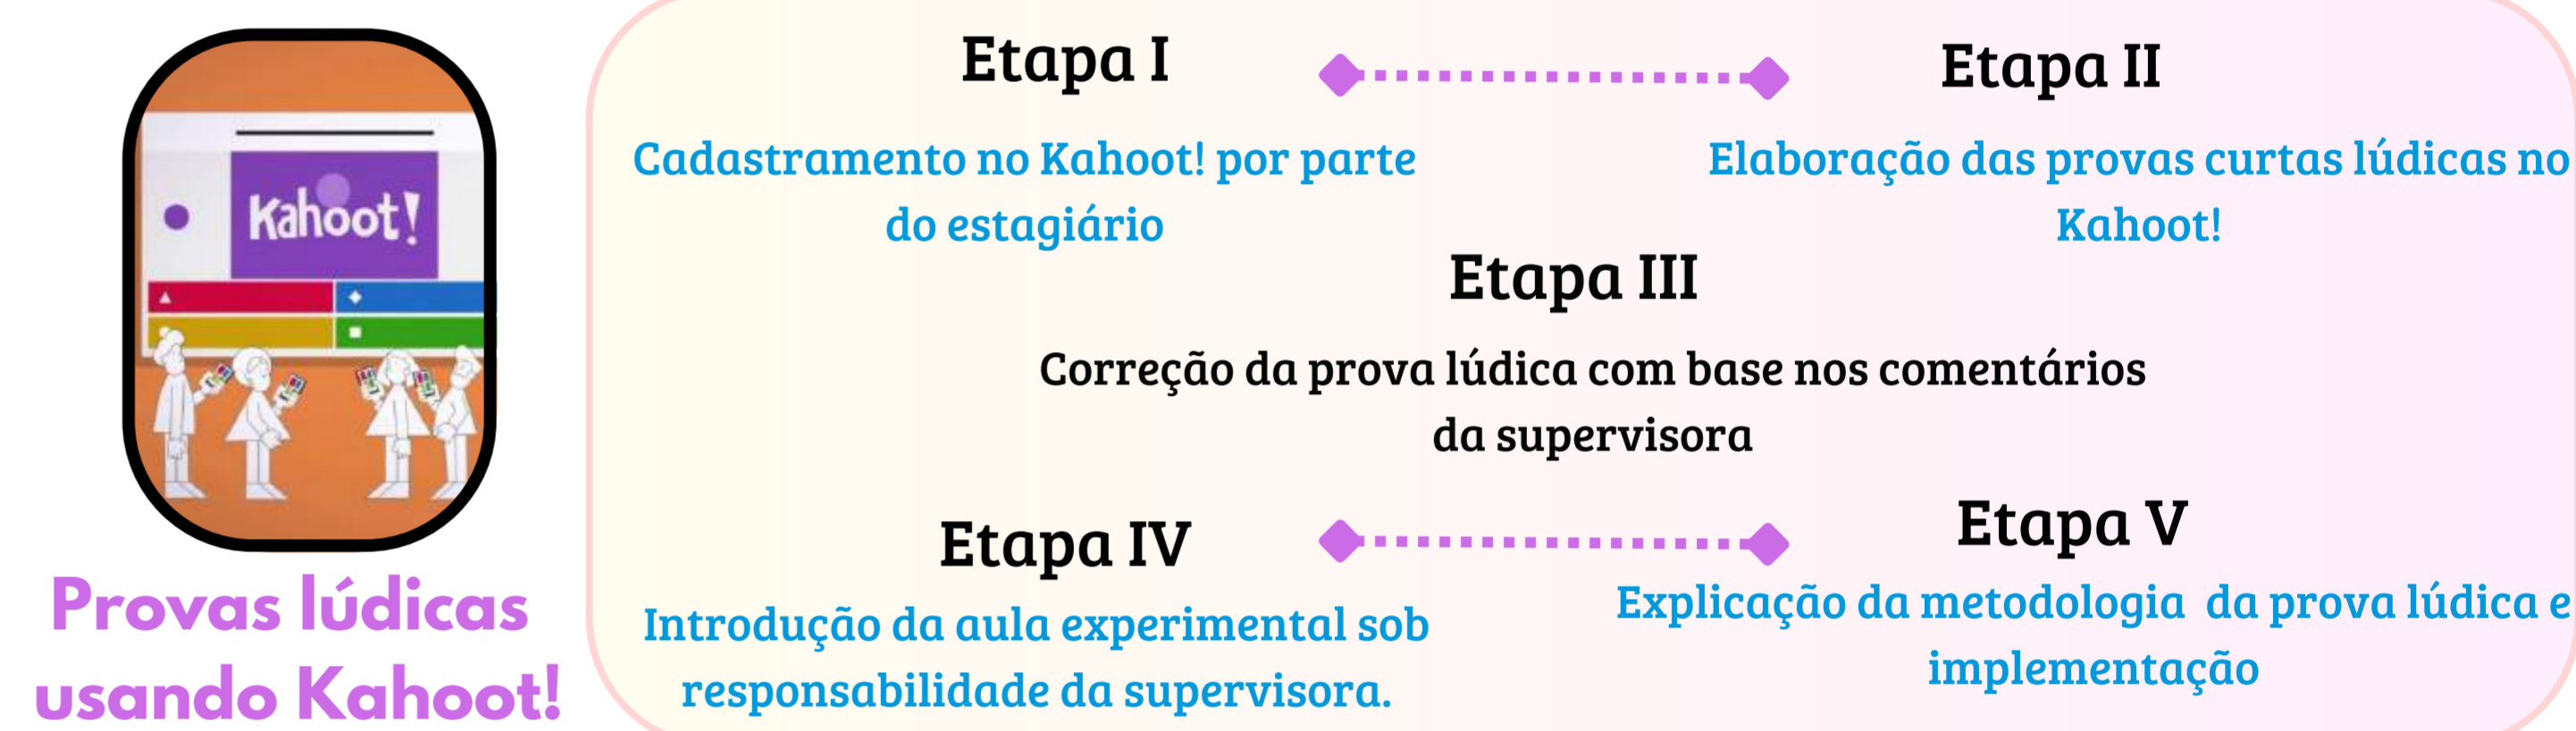 Kahoot!
Provas lúdicas
usando Kahoot!
Etapa I
Cadastramento no Kahoot! por parte
do estagiário
Etapa II
Elaboração das provas curtas lúdicas no
Kahoot!
Etapa III
Correção da prova lúdica com base nos comentários
da supervisora
Etapa IV
Introdução da aula experimental sob
responsabilidade da supervisora.
Etapa V
Explicação da metodologia  da prova lúdica e
implementação